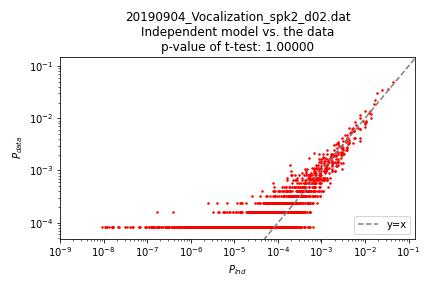 20190904_Vocalization_spk2_d02.dat
Independent model vs. the data
p-value of t-test: 1.00000
P_data
10⁻¹
10⁻²
10⁻³
10⁻⁴
y=x
10⁻⁹ 10⁻⁸ 10⁻⁷ 10⁻⁶ 10⁻⁵ 10⁻⁴ 10⁻³ 10⁻² 10⁻¹
P_ind